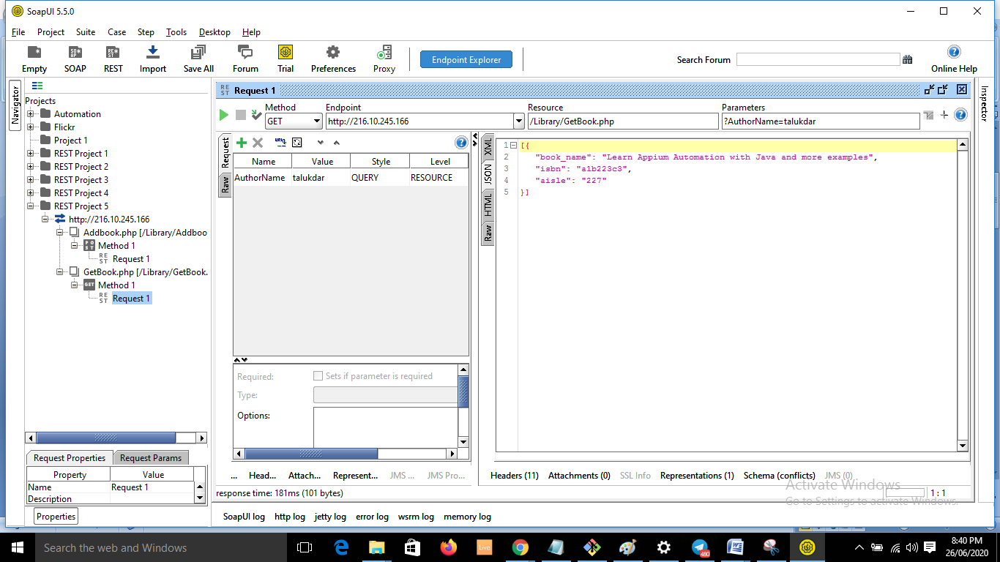 SoapUI 5.5.0
File Project Suite Case Step Tools Desktop Help
Empty SOAP REST Import Save All Forum Trial Preferences Proxy Endpoint Explorer Search Forum Online Help
Navigator
Projects
Automation
Flickr
Project 1
REST Project 1
REST Project 2
REST Project 3
REST Project 4
REST Project 5
http://216.10.245.166
Addbook.php [/Library/Addboo
Method 1
Request 1
GetBook.php [/Library/GetBook.
Method 1
Request 1
Request Properties Request Params
Property Value
Name Request 1
Description
Properties
Request 1
Method Endpoint Resource Parameters
GET http://216.10.245.166 /Library/GetBook.php ?AuthorName=talukdar
Request
Raw
Name Value Style Level
AuthorName talukdar QUERY RESOURCE
Required: Sets if parameter is required
Type:
Options:
... Head... Attach... Represent... JMS ... JMS Pro...
XML
JSON
HTML
Raw
1 [{
2 "book_name": "Learn Appium Automation with Java and more examples",
3 "isbn": "a1b223c3",
4 "aisle": "227"
5 }]
Headers (11) Attachments (0) SSL Info Representations (1) Schema (conflicts) JMS (0)
Inspector
response time: 181ms (101 bytes) 1 : 1
Activate Windows
Go to Settings to activate Windows.
SoapUI log http log jetty log error log wsrm log memory log
Search the web and Windows
Live
480
8:40 PM
26/06/2020